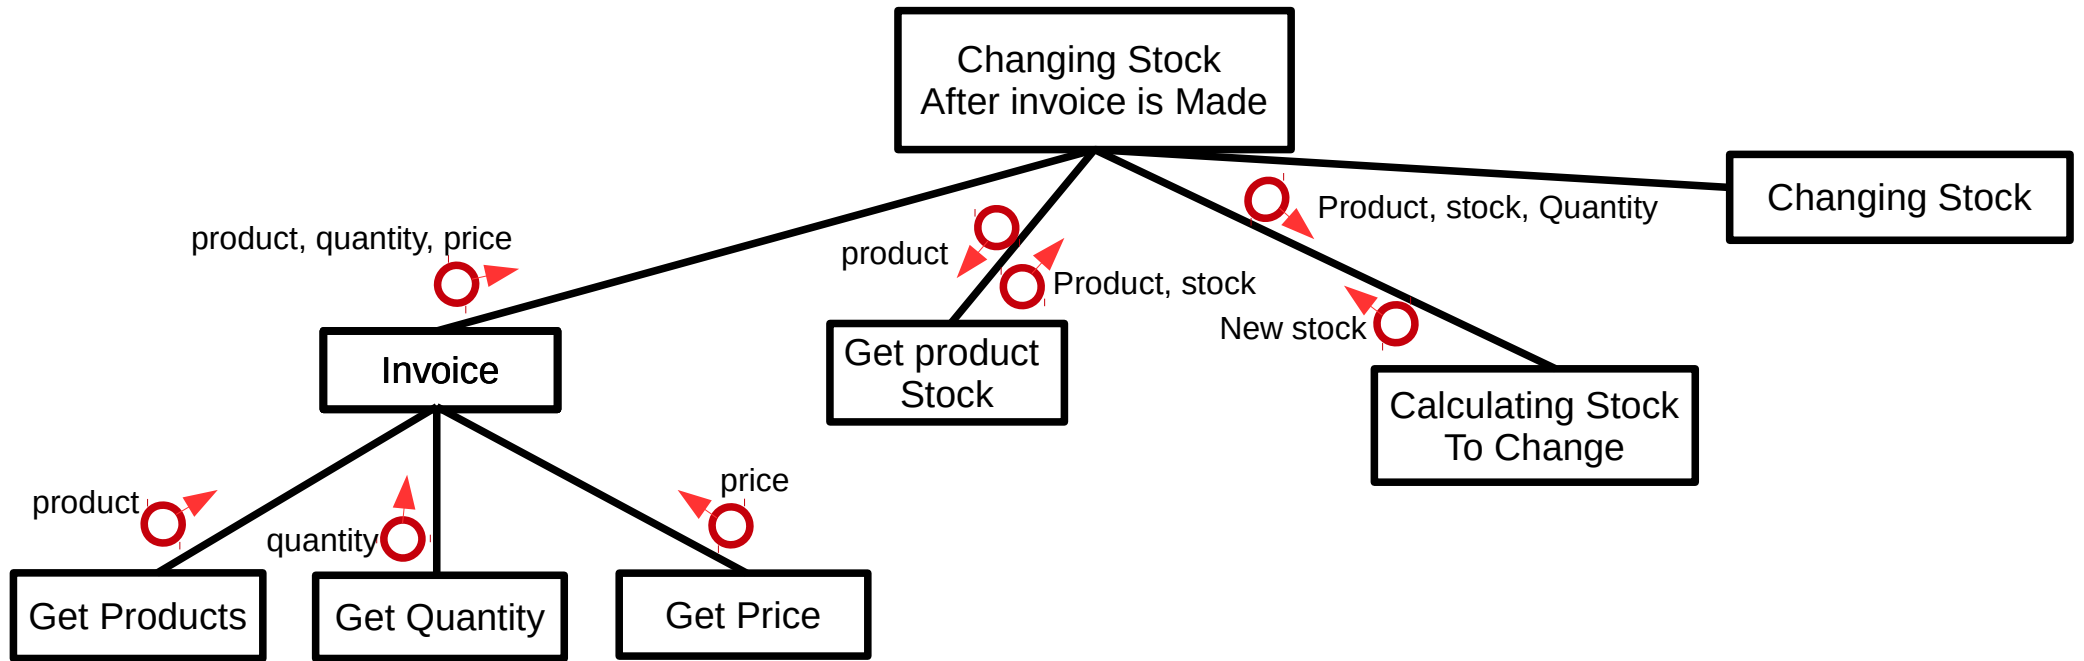 Changing Stock
After invoice is Made
Changing Stock
Product, stock, Quantity
product, quantity, price
product
Product, stock
New stock
Invoice
Get product
Stock
Calculating Stock
To Change
product
quantity
price
Get Products
Get Quantity
Get Price